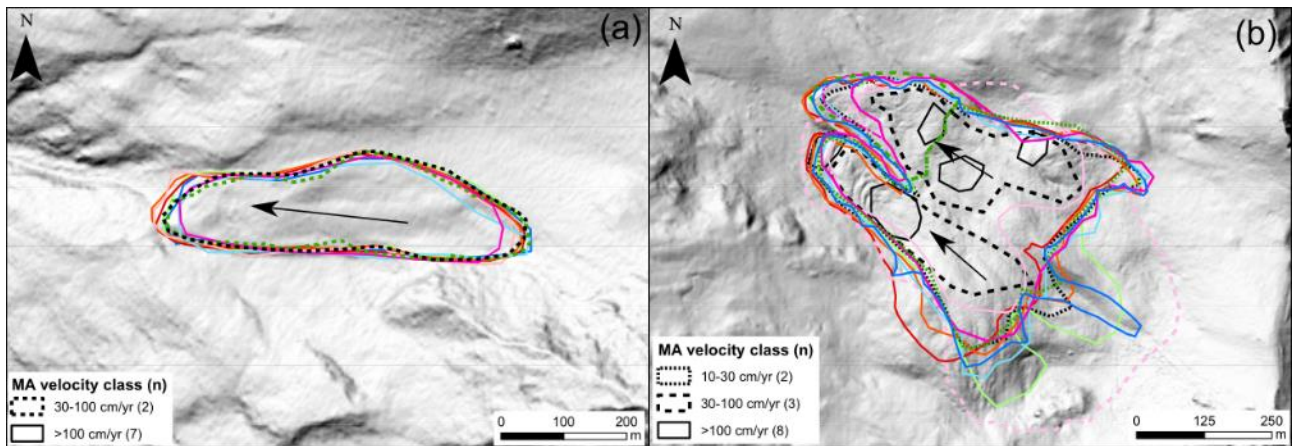 N
(a)
MA velocity class (n)
30-100 cm/yr (2)
>100 cm/yr (7)
0 100 200
m
N
(b)
MA velocity class (n)
10-30 cm/yr (2)
30-100 cm/yr (3)
>100 cm/yr (8)
0 125 250
m